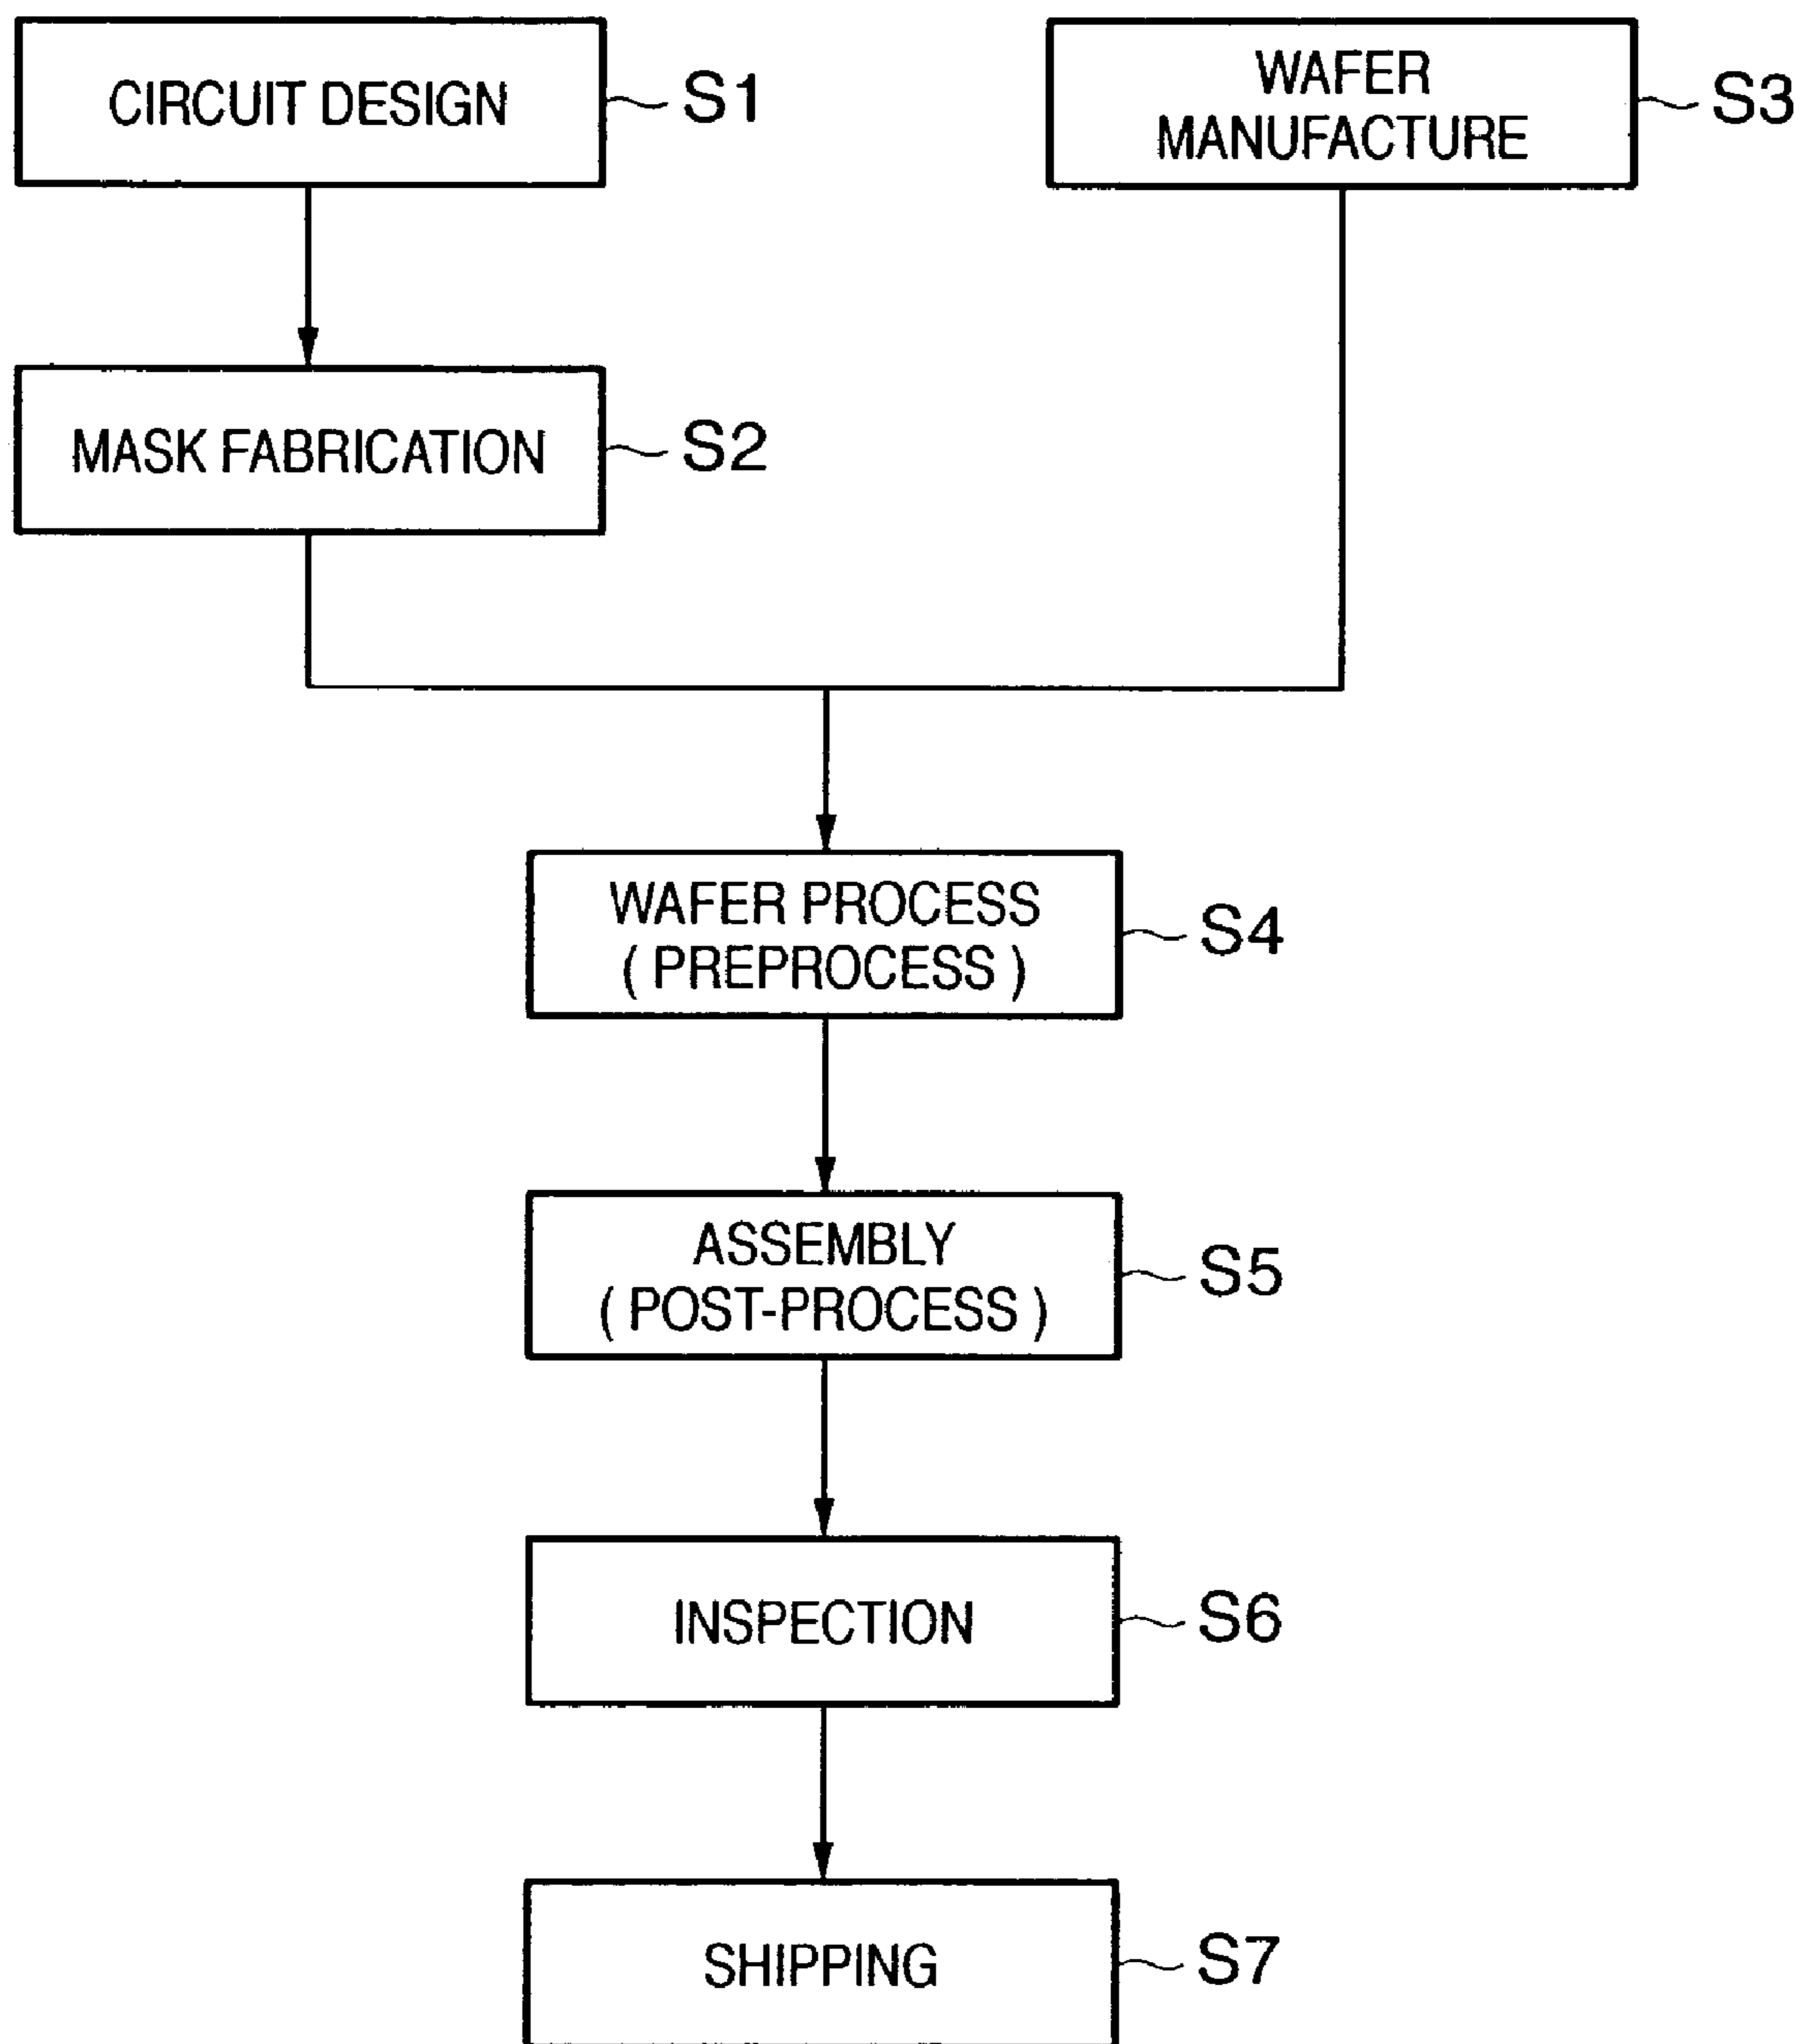 CIRCUIT DESIGN
S1
WAFER
MANUFACTURE
S3
MASK FABRICATION
S2
WAFER PROCESS
( PREPROCESS )
S4
ASSEMBLY
( POST-PROCESS )
S5
INSPECTION
S6
SHIPPING
S7